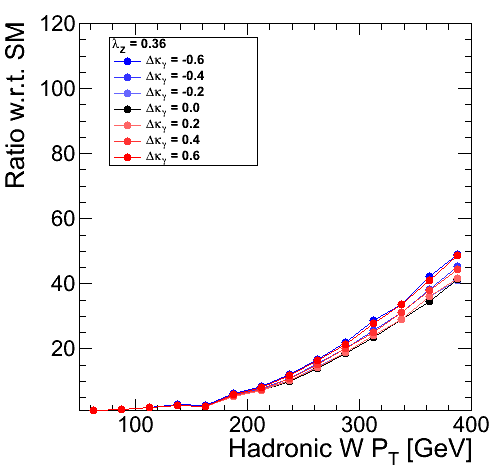 Ratio w.r.t. SM
120
100
80
60
40
20
λZ = 0.36
Δκγ = -0.6
Δκγ = -0.4
Δκγ = -0.2
Δκγ = 0.0
Δκγ = 0.2
Δκγ = 0.4
Δκγ = 0.6
100 200 300 400
Hadronic W PT [GeV]